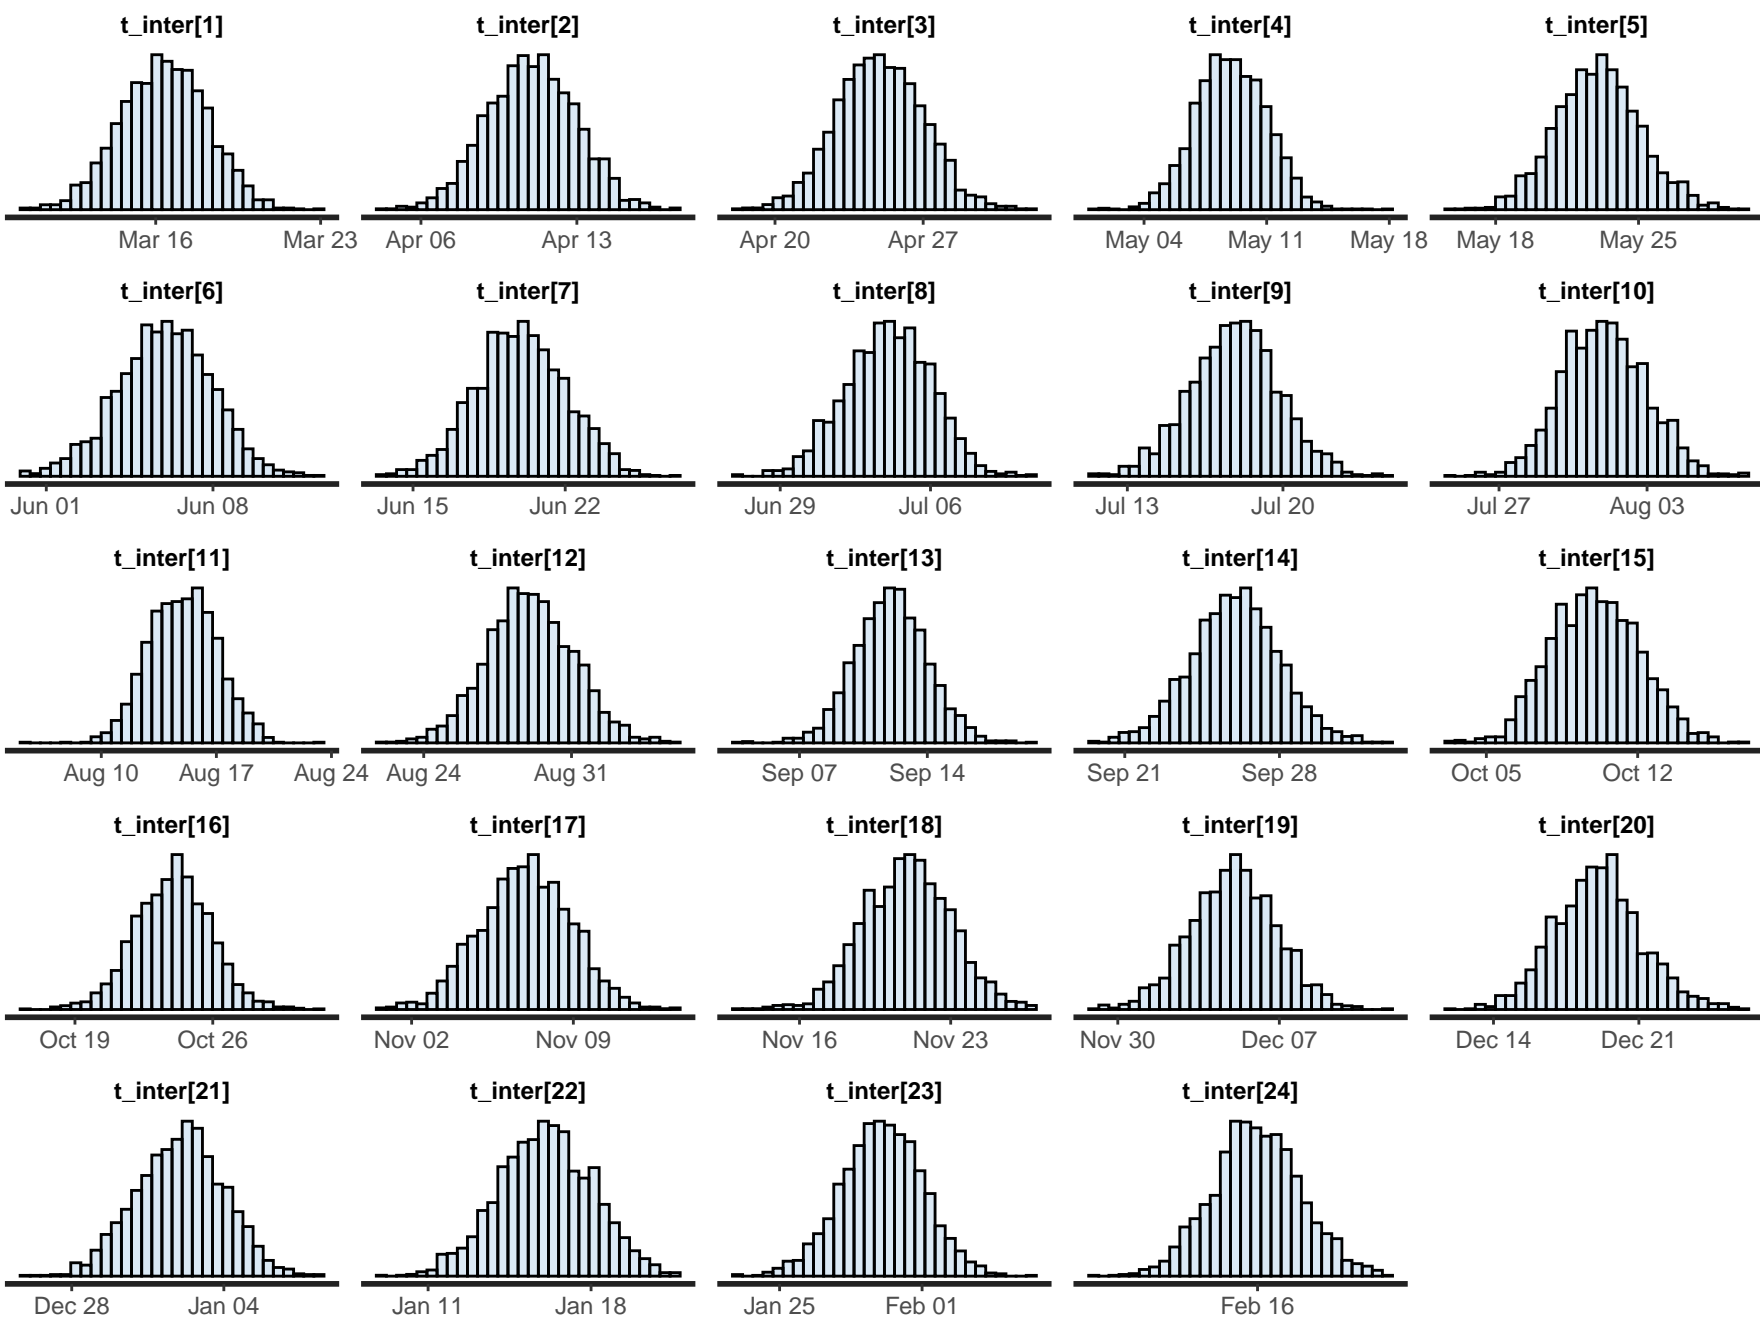 t_inter[1] t_inter[2] t_inter[3] t_inter[4] t_inter[5]
Mar 16 Mar 23 Apr 06 Apr 13 Apr 20 Apr 27 May 04 May 11 May 18 May 18 May 25
t_inter[6] t_inter[7] t_inter[8] t_inter[9] t_inter[10]
Jun 01 Jun 08 Jun 15 Jun 22 Jun 29 Jul 06 Jul 13 Jul 20 Jul 27 Aug 03
t_inter[11] t_inter[12] t_inter[13] t_inter[14] t_inter[15]
Aug 10 Aug 17 Aug 24 Aug 24 Aug 31 Sep 07 Sep 14 Sep 21 Sep 28 Oct 05 Oct 12
t_inter[16] t_inter[17] t_inter[18] t_inter[19] t_inter[20]
Oct 19 Oct 26 Nov 02 Nov 09 Nov 16 Nov 23 Nov 30 Dec 07 Dec 14 Dec 21
t_inter[21] t_inter[22] t_inter[23] t_inter[24]
Dec 28 Jan 04 Jan 11 Jan 18 Jan 25 Feb 01 Feb 16